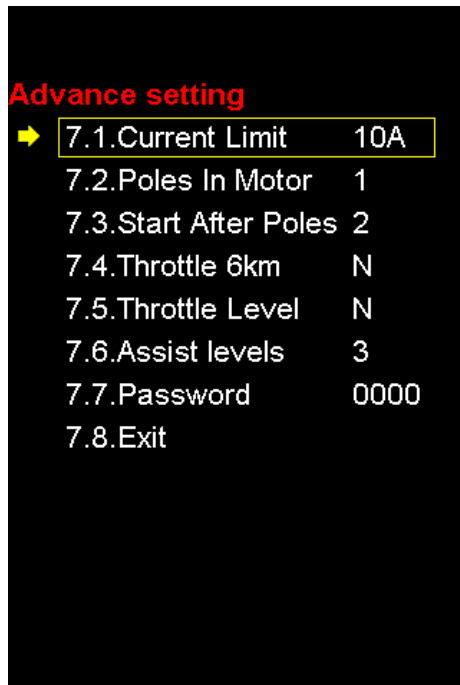 Advance setting
7.1.Current Limit 10A
7.2.Poles In Motor 1
7.3.Start After Poles 2
7.4.Throttle 6km N
7.5.Throttle Level N
7.6.Assist levels 3
7.7.Password 0000
7.8.Exit